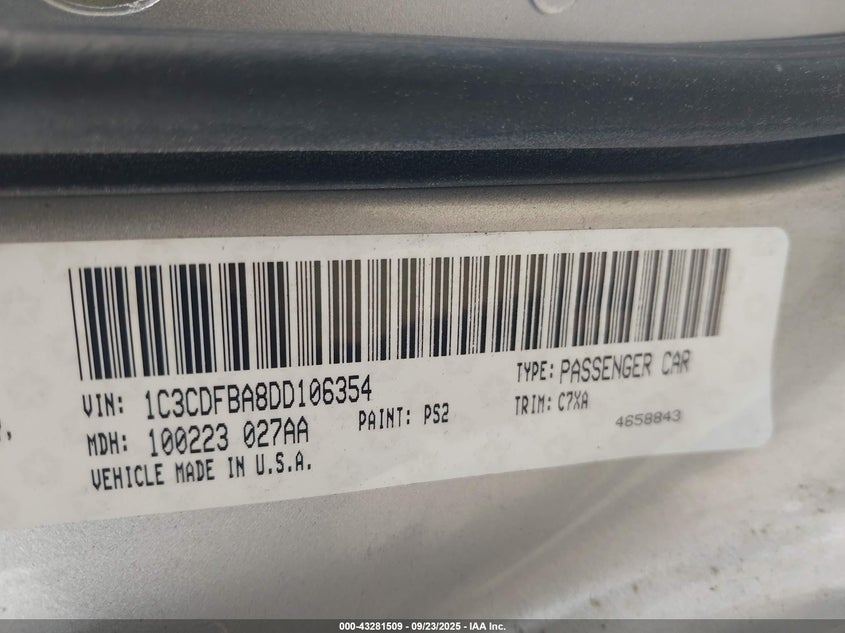 VIN: 1C3CDFBA8DD106354
TYPE: PASSENGER CAR
MDH: 100223 027AA
PAINT: PS2
TRIM: C7XA
VEHICLE MADE IN U.S.A.
4658843
000-43281509 - 09/23/2025 - IAA Inc.